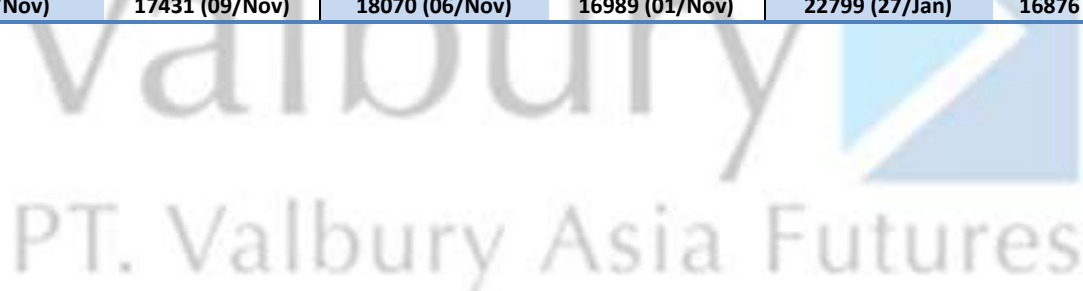 /Nov) 17431 (09/Nov) 18070 (06/Nov) 16989 (01/Nov) 22799 (27/Jan) 16876
Valbury
PT. Valbury Asia Futures